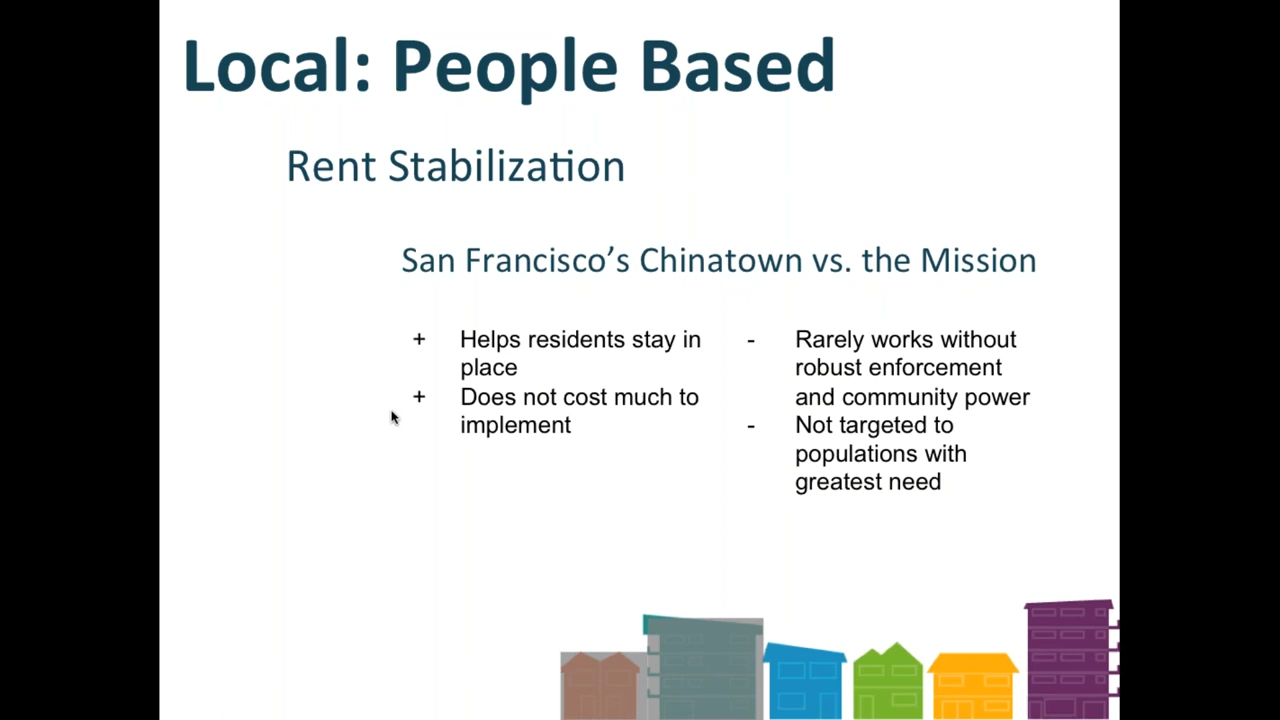 Local: People Based
Rent Stabilization
San Francisco’s Chinatown vs. the Mission
+ Helps residents stay in
place
+ Does not cost much to
implement
- Rarely works without
robust enforcement
and community power
- Not targeted to
populations with
greatest need